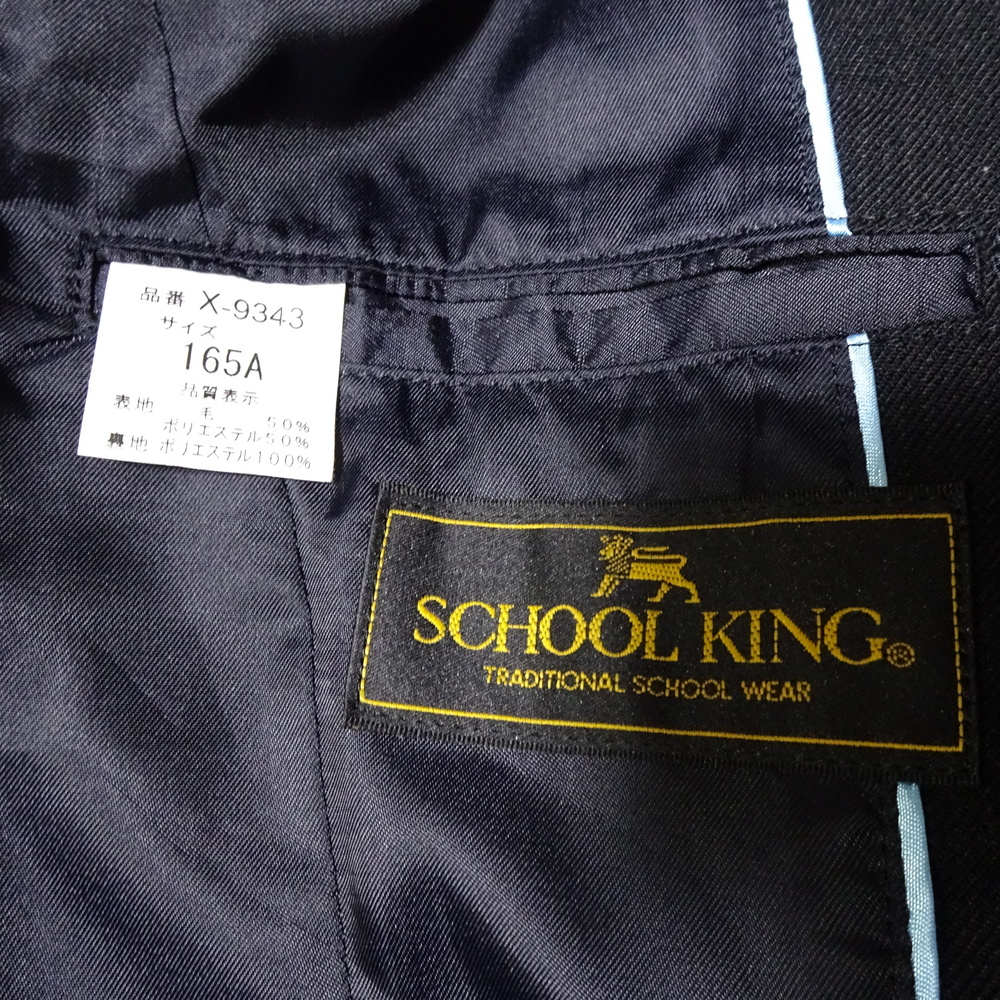 品番 X-9343
サイズ
165A
品質表示
表地 毛 50%
ポリエステル50%
裏地 ポリエステル100%
SCHOOL KING®
TRADITIONAL SCHOOL WEAR